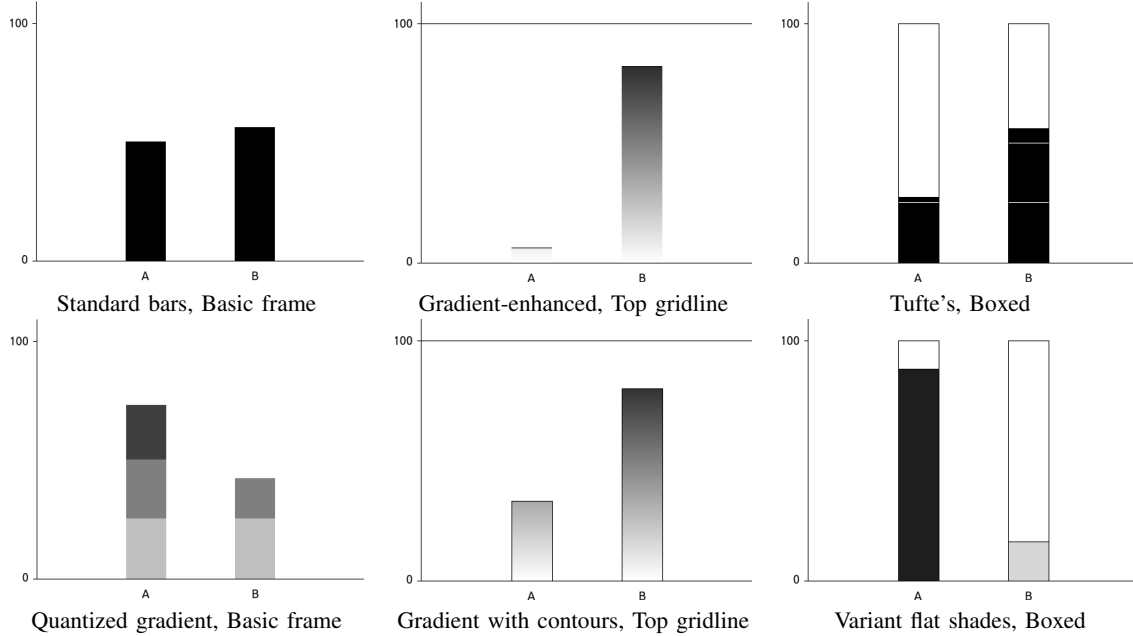 100
0
A B
Standard bars, Basic frame
100
0
A B
Gradient-enhanced, Top gridline
100
0
A B
Tufte's, Boxed
100
0
A B
Quantized gradient, Basic frame
100
0
A B
Gradient with contours, Top gridline
100
0
A B
Variant flat shades, Boxed